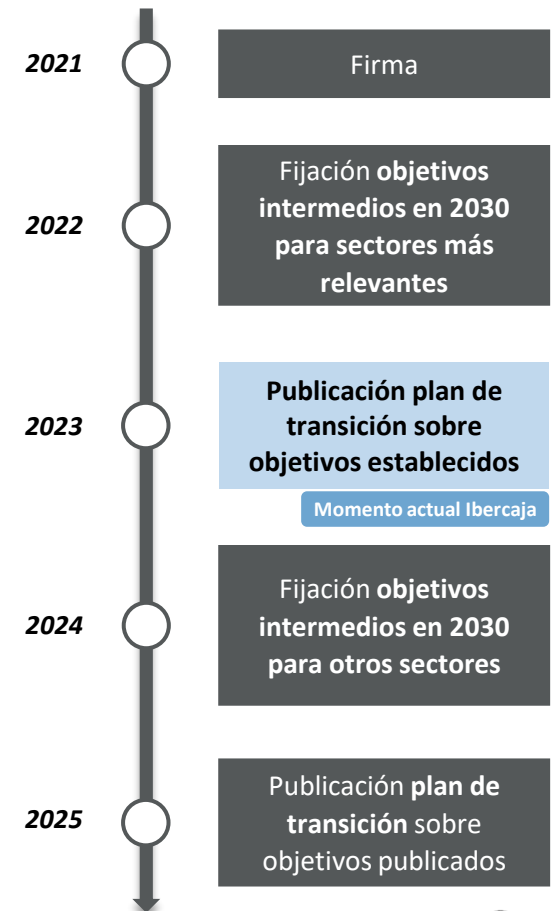 2021
Firma
2022
Fijación objetivos
intermedios en 2030
para sectores más
relevantes
2023
Publicación plan de
transición sobre
objetivos establecidos
Momento actual Ibercaja
2024
Fijación objetivos
intermedios en 2030
para otros sectores
2025
Publicación plan de
transición sobre
objetivos publicados